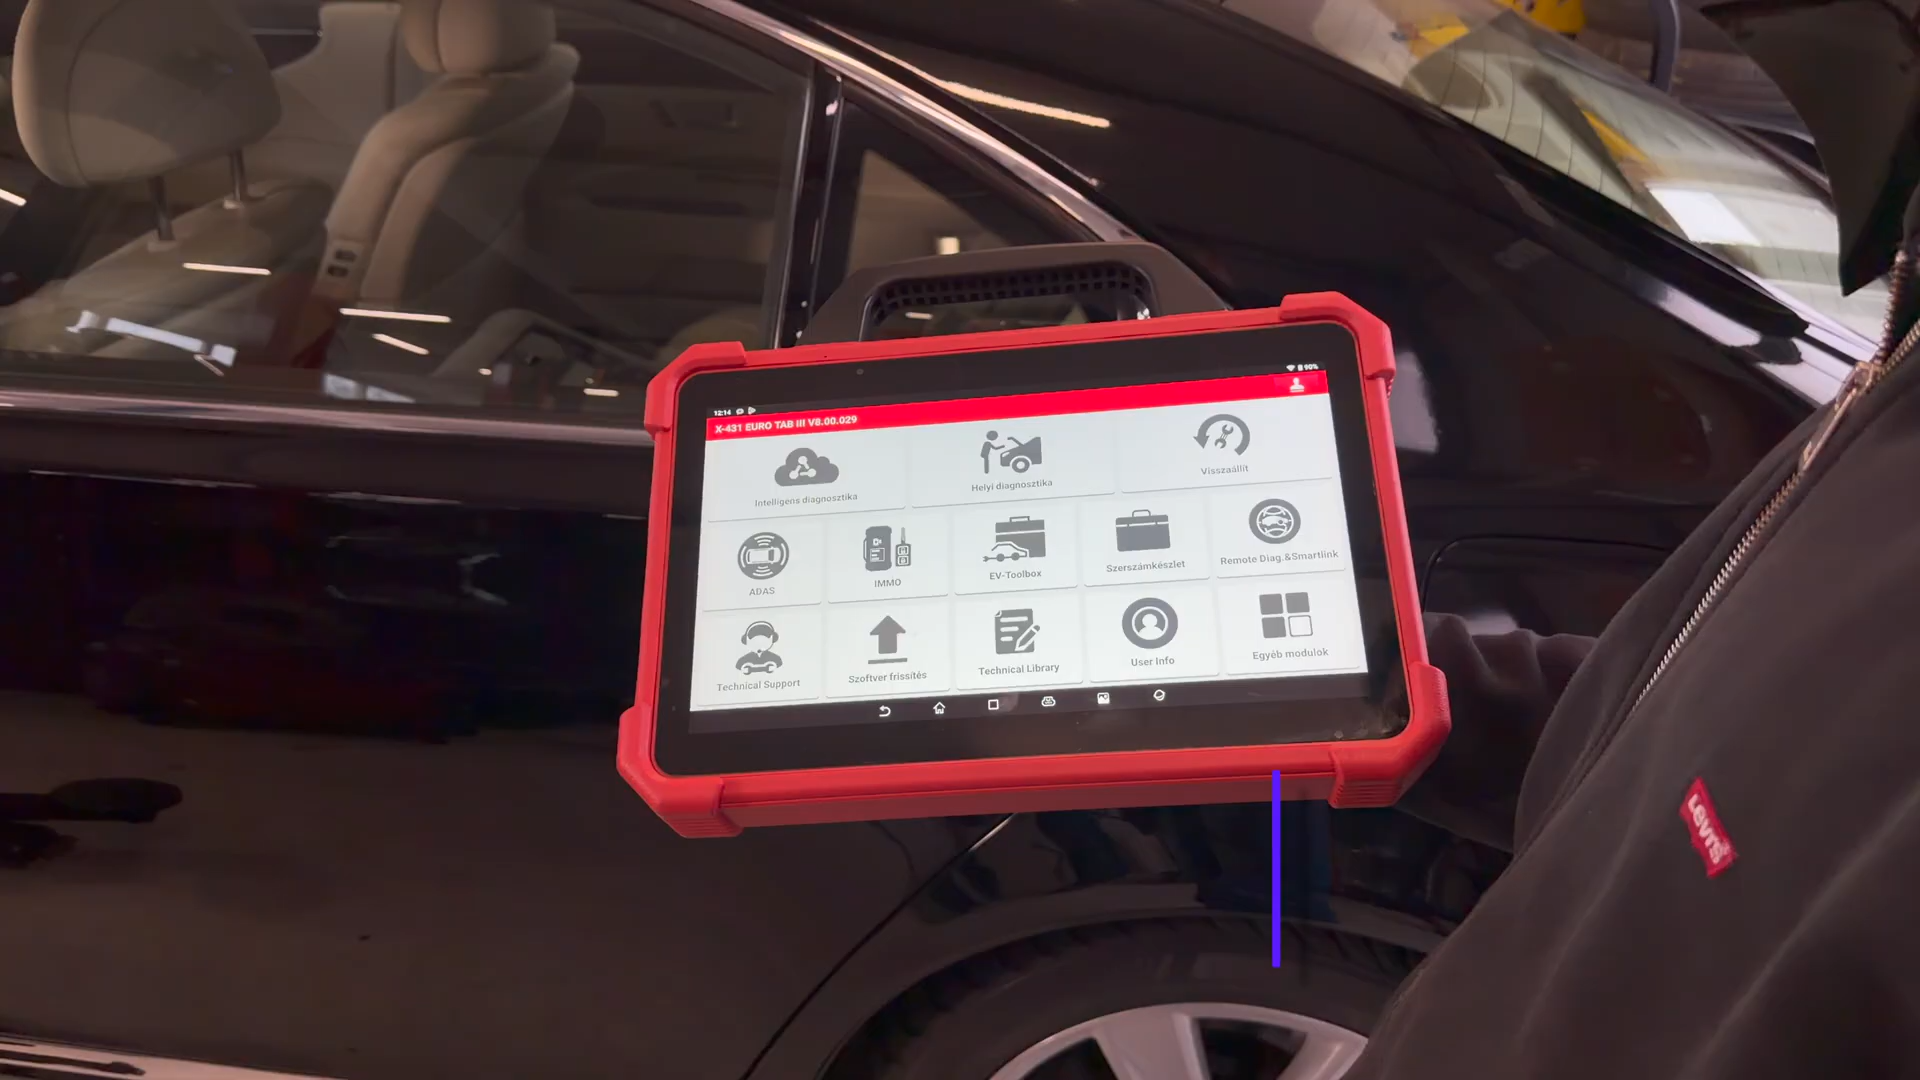 12:14
90%
X-431 EURO TAB III V8.00.029
Intelligens diagnosztika
Helyi diagnosztika
Visszaállít
ADAS
IMMO
EV-Toolbox
Szerszámkészlet
Remote Diag.&Smartlink
Technical Support
Szoftver frissítés
Technical Library
User Info
Egyéb modulok
Levi's